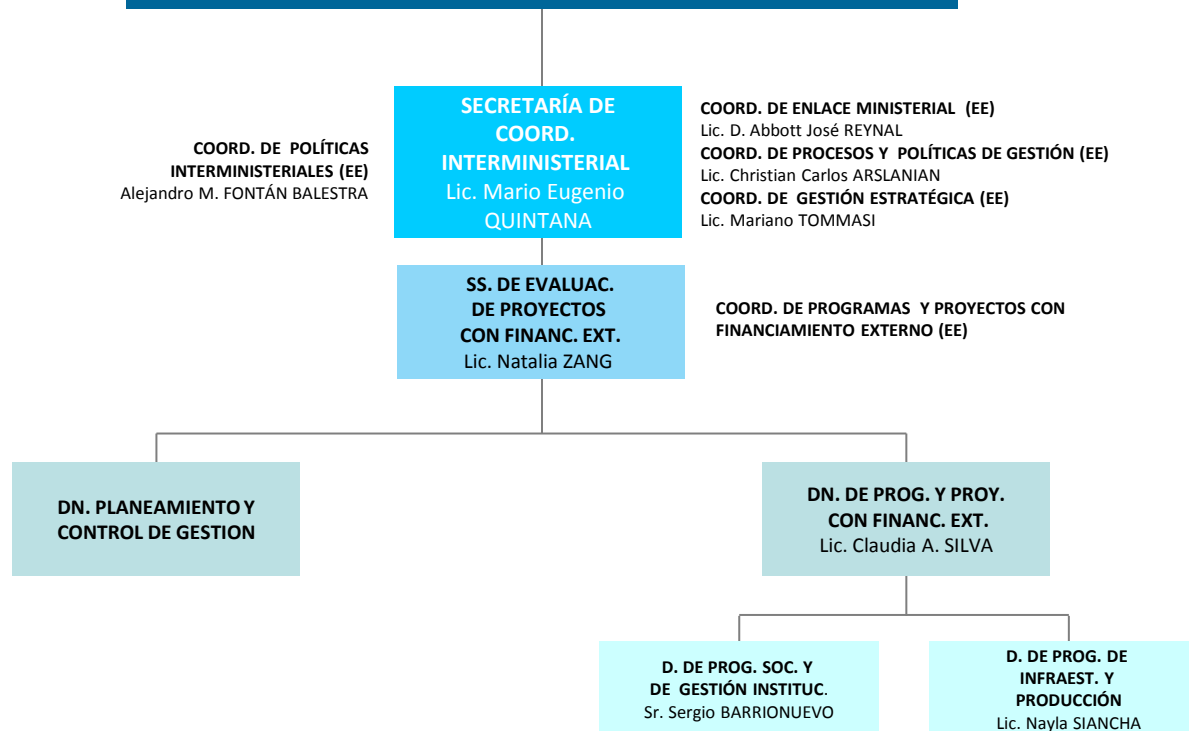 COORD. DE POLÍTICAS
INTERMINISTERIALES (EE)
Alejandro M. FONTÁN BALESTRA
SECRETARÍA DE
COORD.
INTERMINISTERIAL
Lic. Mario Eugenio
QUINTANA
COORD. DE ENLACE MINISTERIAL (EE)
Lic. D. Abbott José REYNAL
COORD. DE PROCESOS Y POLÍTICAS DE GESTIÓN (EE)
Lic. Christian Carlos ARSLANIAN
COORD. DE GESTIÓN ESTRATÉGICA (EE)
Lic. Mariano TOMMASI
SS. DE EVALUAC.
DE PROYECTOS
CON FINANC. EXT.
Lic. Natalia ZANG
COORD. DE PROGRAMAS Y PROYECTOS CON
FINANCIAMIENTO EXTERNO (EE)
DN. PLANEAMIENTO Y
CONTROL DE GESTION
DN. DE PROG. Y PROY.
CON FINANC. EXT.
Lic. Claudia A. SILVA
D. DE PROG. SOC. Y
DE GESTIÓN INSTITUC.
Sr. Sergio BARRIONUEVO
D. DE PROG. DE
INFRAEST. Y
PRODUCCIÓN
Lic. Nayla SIANCHA